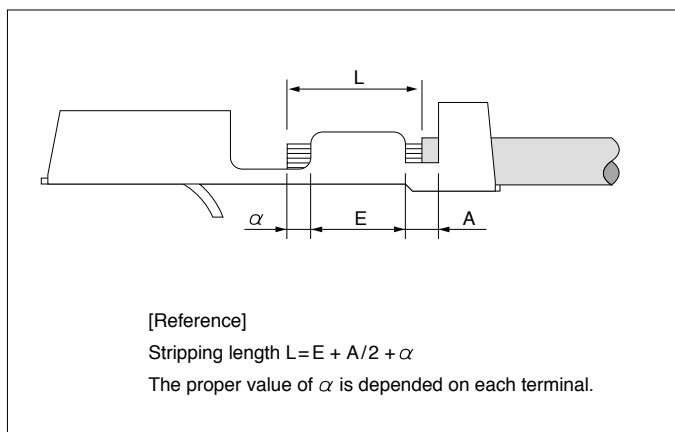 L
α E A
[Reference]
Stripping length L=E + A/2 + α
The proper value of α is depended on each terminal.